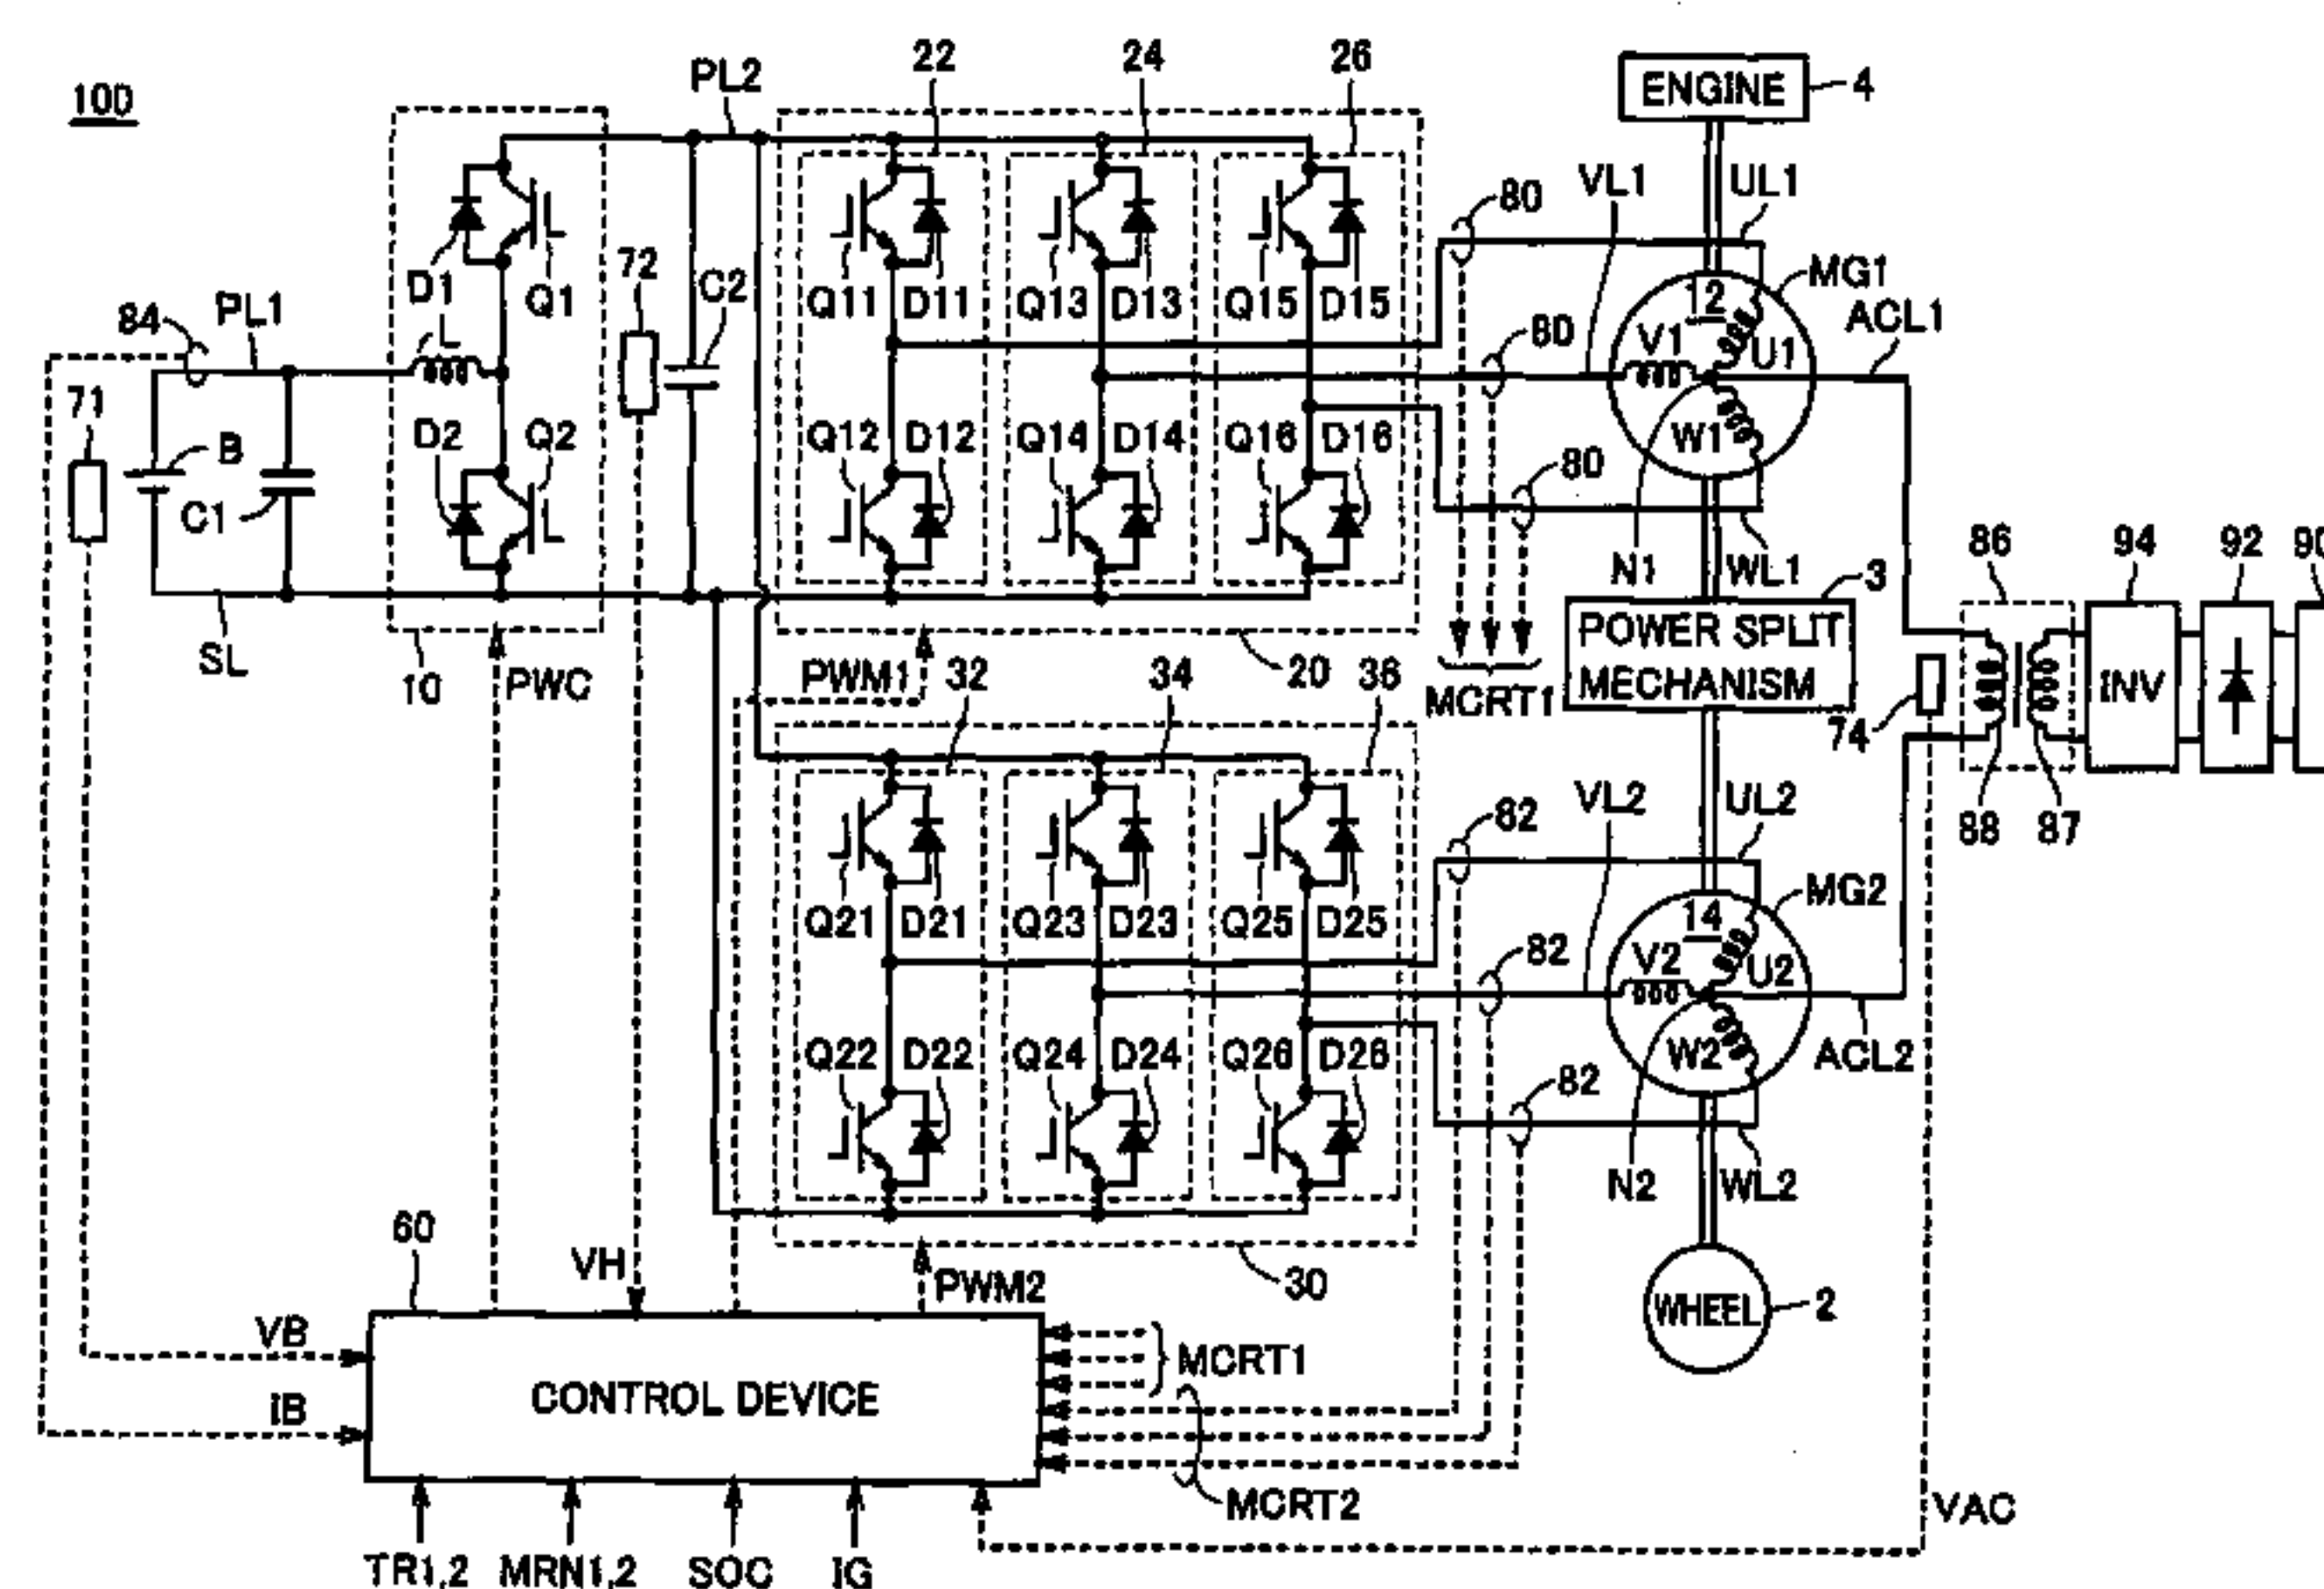 100
PL2
22
24
26
ENGINE
4
80
VL1
UL1
D1
Q1
72
C2
Q11
D11
Q13
D13
Q15
D15
MG1
12
V1
U1
ACL1
84
PL1
L
80
71
B
C1
D2
Q2
Q12
D12
Q14
D14
Q16
D16
80
W1
N1
WL1
3
86
94
92
SL
10
PWC
PWM1
32
20
34
36
MCRT1
POWER SPLIT
MECHANISM
74
INV
88
87
82
VL2
UL2
Q21
D21
Q23
D23
Q25
D25
MG2
14
V2
U2
82
Q22
D22
Q24
D24
Q26
D26
82
W2
ACL2
N2
WL2
60
VH
PWM2
30
WHEEL
2
VB
iB
CONTROL DEVICE
MCRT1
MCRT2
VAC
TR1,2
MRN1,2
SOC
IG